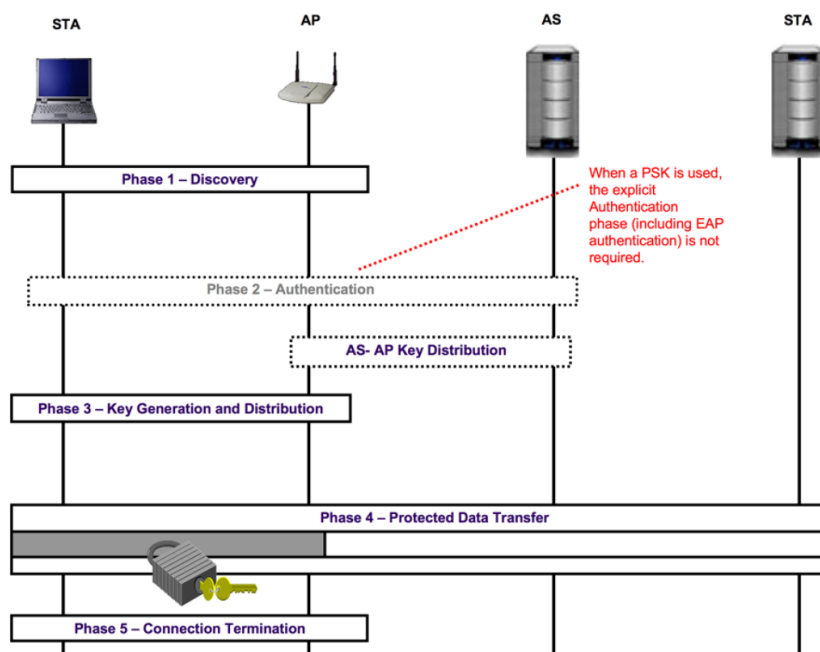 STA
AP
AS
STA
Phase 1 – Discovery
When a PSK is used,
the explicit
Authentication
phase (including EAP
authentication) is not
required.
Phase 2 – Authentication
AS- AP Key Distribution
Phase 3 – Key Generation and Distribution
Phase 4 – Protected Data Transfer
Phase 5 – Connection Termination